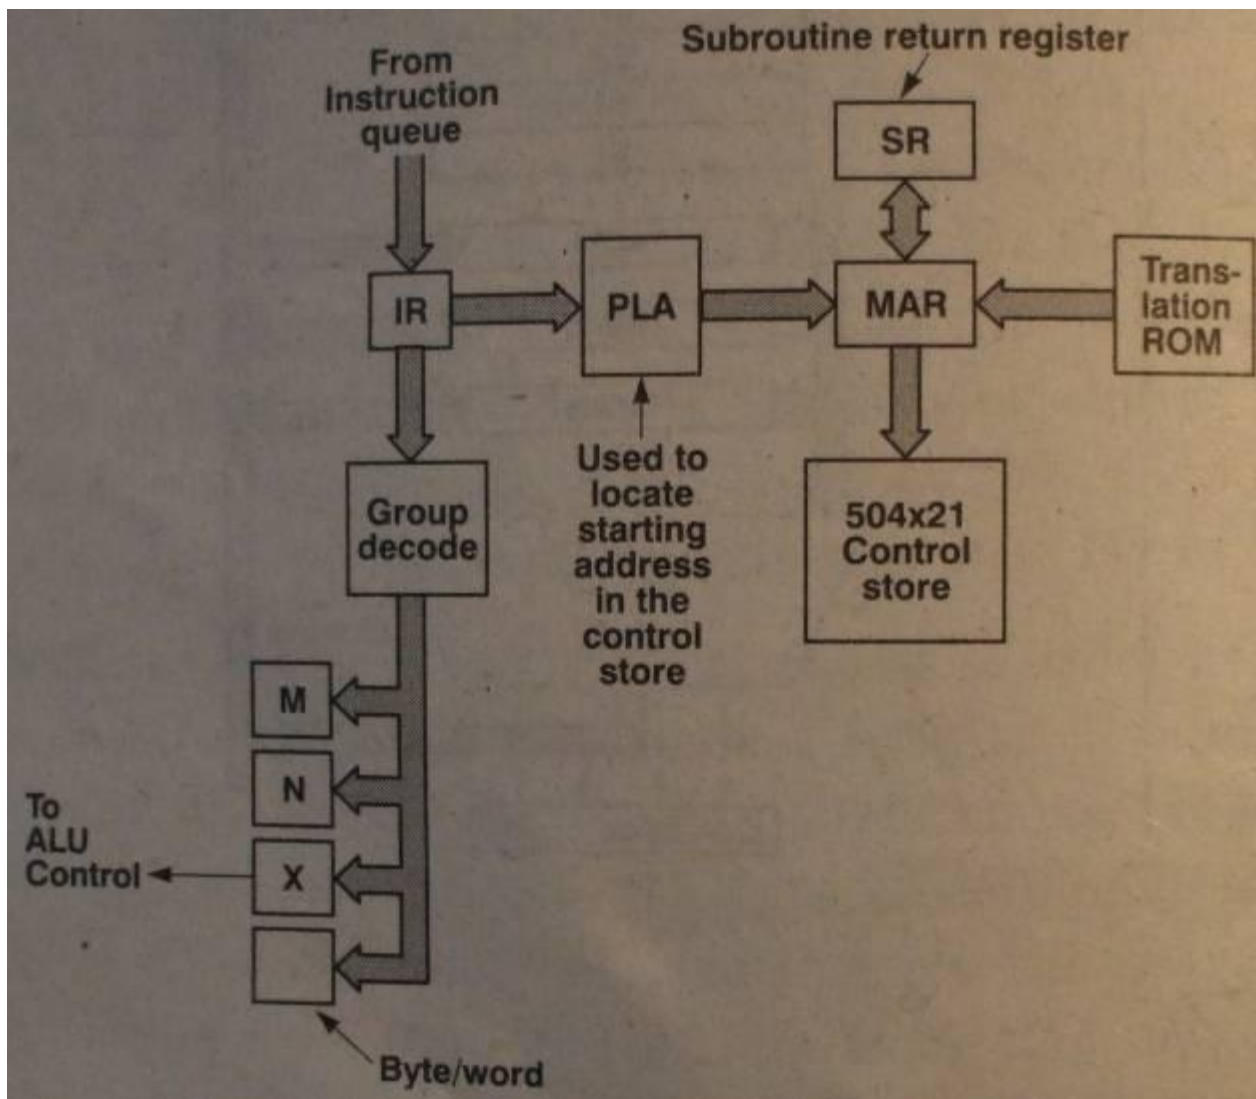 Subroutine return register
From
Instruction
queue
SR
IR
PLA
MAR
Trans-
lation
ROM
Used to
locate
starting
address
in the
control
store
504x21
Control
store
Group
decode
M
N
X
To
ALU
Control
Byte/word